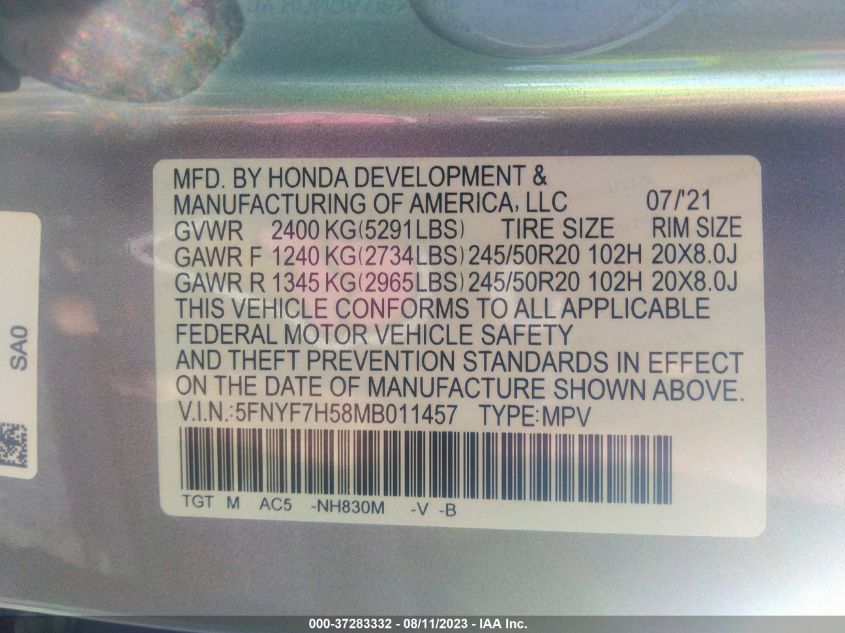 MFD. BY HONDA DEVELOPMENT &
MANUFACTURING OF AMERICA, LLC 07/'21
GVWR 2400 KG(5291LBS) TIRE SIZE RIM SIZE
GAWR F 1240 KG(2734LBS) 245/50R20 102H 20X8.0J
GAWR R 1345 KG(2965LBS) 245/50R20 102H 20X8.0J
THIS VEHICLE CONFORMS TO ALL APPLICABLE
FEDERAL MOTOR VEHICLE SAFETY
AND THEFT PREVENTION STANDARDS IN EFFECT
ON THE DATE OF MANUFACTURE SHOWN ABOVE.
V.I.N.:5FNYF7H58MB011457 TYPE:MPV
TGT M AC5 -NH830M -V -B
SA0
000-37283332 - 08/11/2023 - IAA Inc.